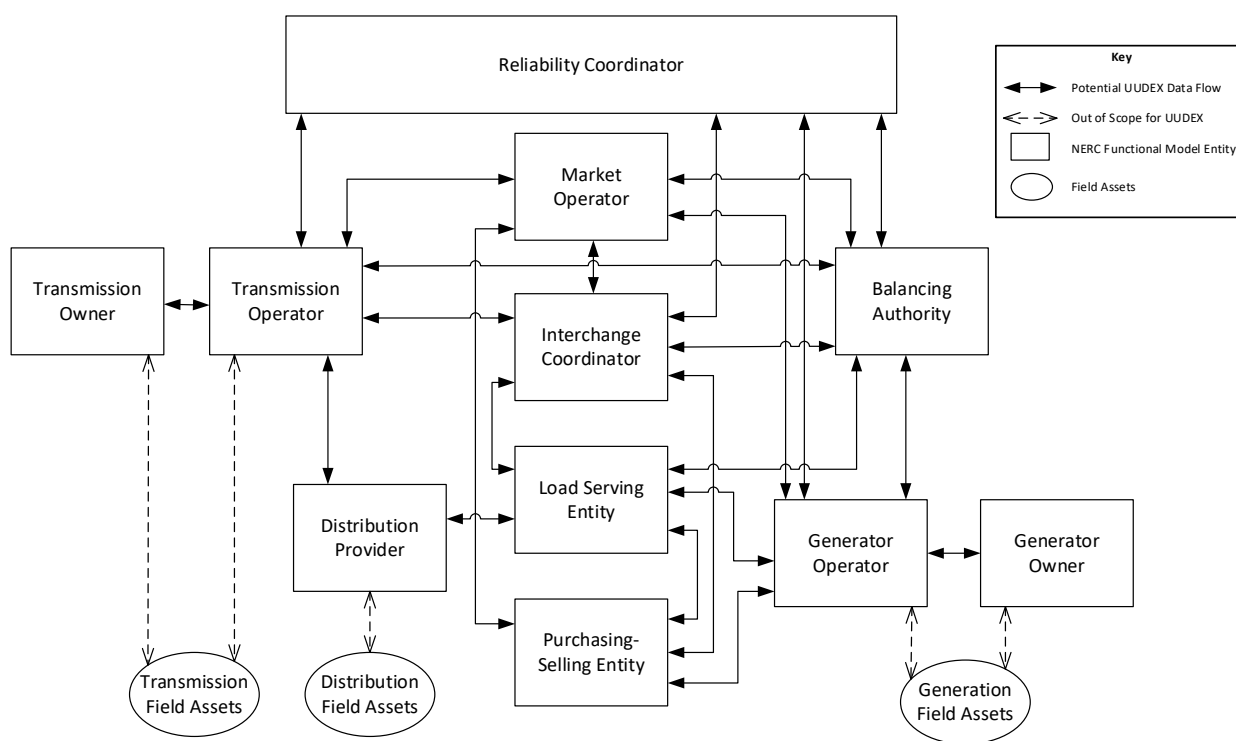 Reliability Coordinator
Key
Potential UUDEX Data Flow
Out of Scope for UUDEX
NERC Functional Model Entity
Field Assets
Market
Operator
Transmission
Owner
Transmission
Operator
Interchange
Coordinator
Balancing
Authority
Distribution
Provider
Load Serving
Entity
Generator
Operator
Generator
Owner
Purchasing-
Selling Entity
Transmission
Field Assets
Distribution
Field Assets
Generation
Field Assets